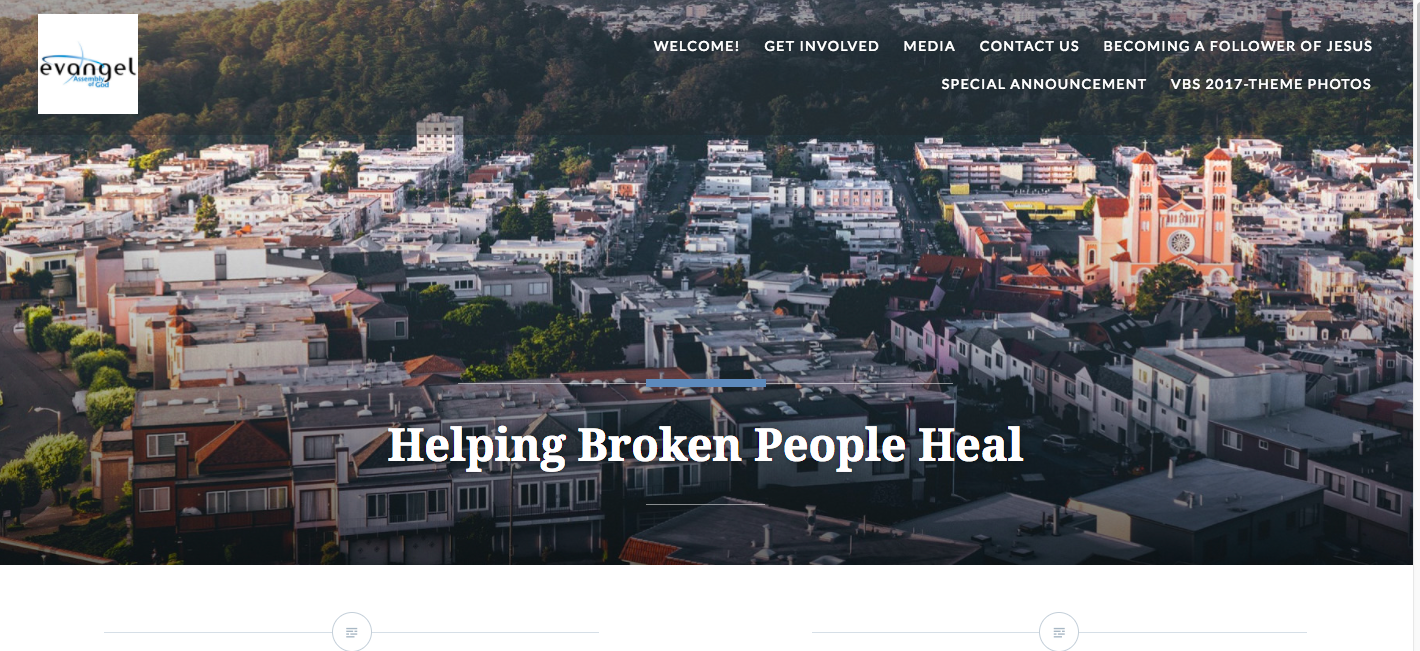 evangel
Assembly
of God
WELCOME! GET INVOLVED MEDIA CONTACT US BECOMING A FOLLOWER OF JESUS
SPECIAL ANNOUNCEMENT VBS 2017-THEME PHOTOS
Helping Broken People Heal